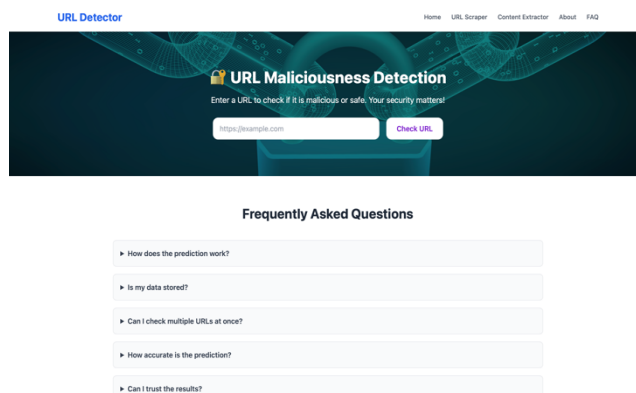 URL Detector
Home URL Scraper Content Extractor About FAQ
🔐 URL Maliciousness Detection
Enter a URL to check if it is malicious or safe. Your security matters!
https://example.com Check URL
Frequently Asked Questions
▶ How does the prediction work?
▶ Is my data stored?
▶ Can I check multiple URLs at once?
▶ How accurate is the prediction?
▶ Can I trust the results?